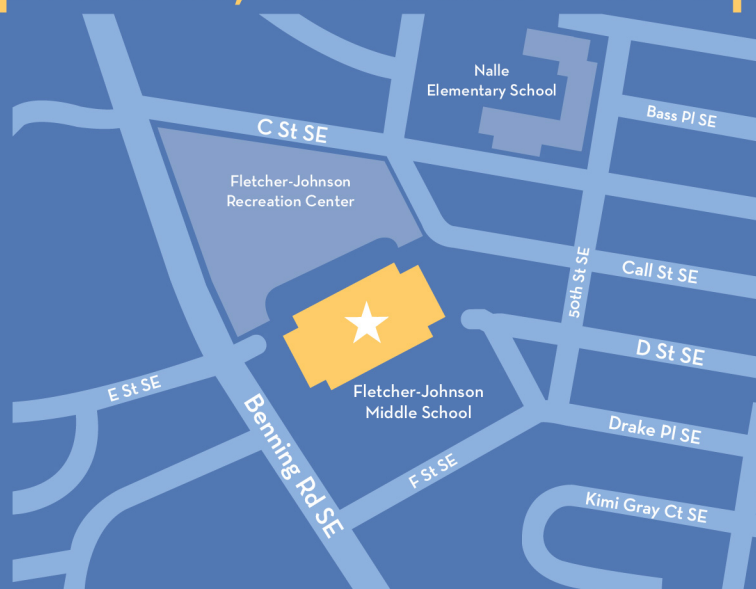 Nalle
Elementary School
Bass Pl SE
C St SE
Fletcher-Johnson
Recreation Center
50th St SE
Call St SE
D St SE
E St SE
Fletcher-Johnson
Middle School
Benning Rd SE
Drake Pl SE
F St SE
Kimi Gray Ct SE